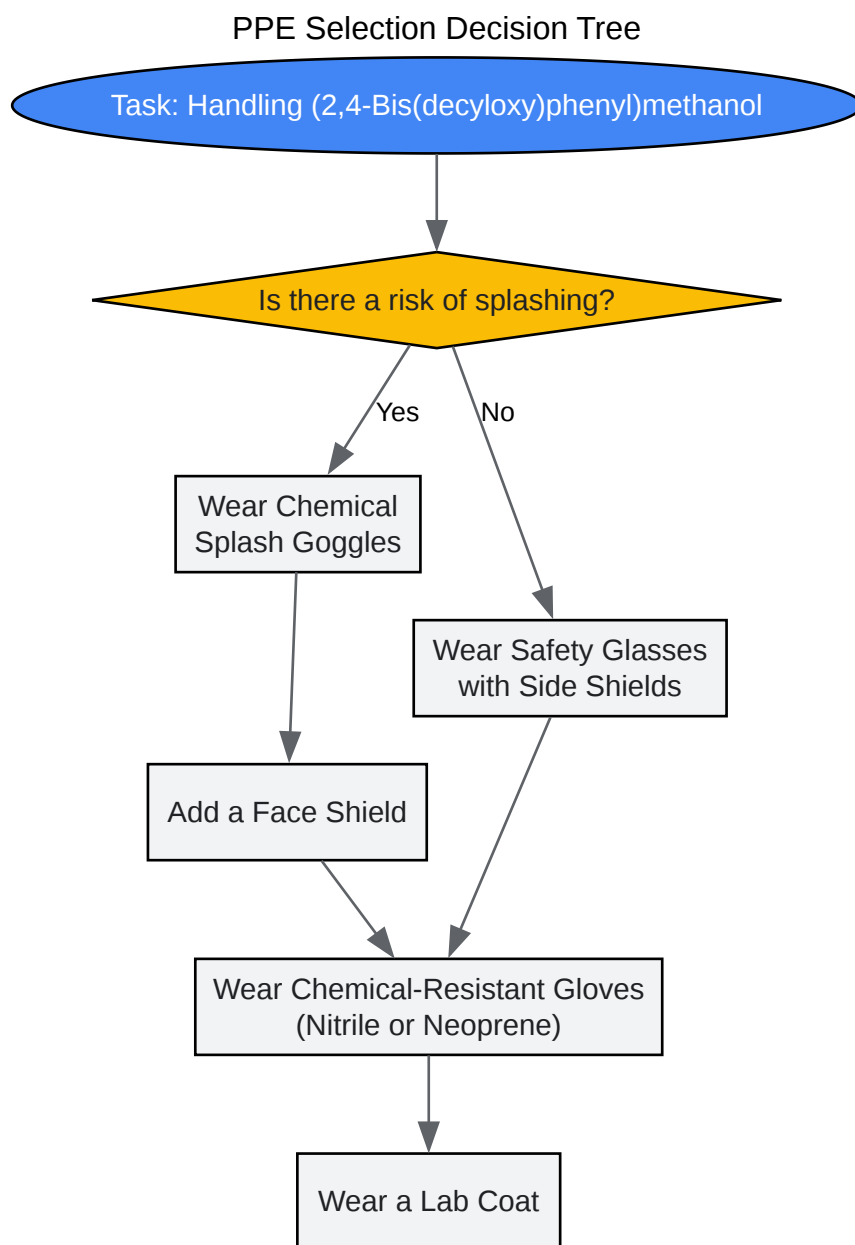 PPE Selection Decision Tree
Task: Handling (2,4-Bis(decyloxy)phenyl)methanol
Is there a risk of splashing?
Yes
No
Wear Chemical
Splash Goggles
Wear Safety Glasses
with Side Shields
Add a Face Shield
Wear Chemical-Resistant Gloves
(Nitrile or Neoprene)
Wear a Lab Coat